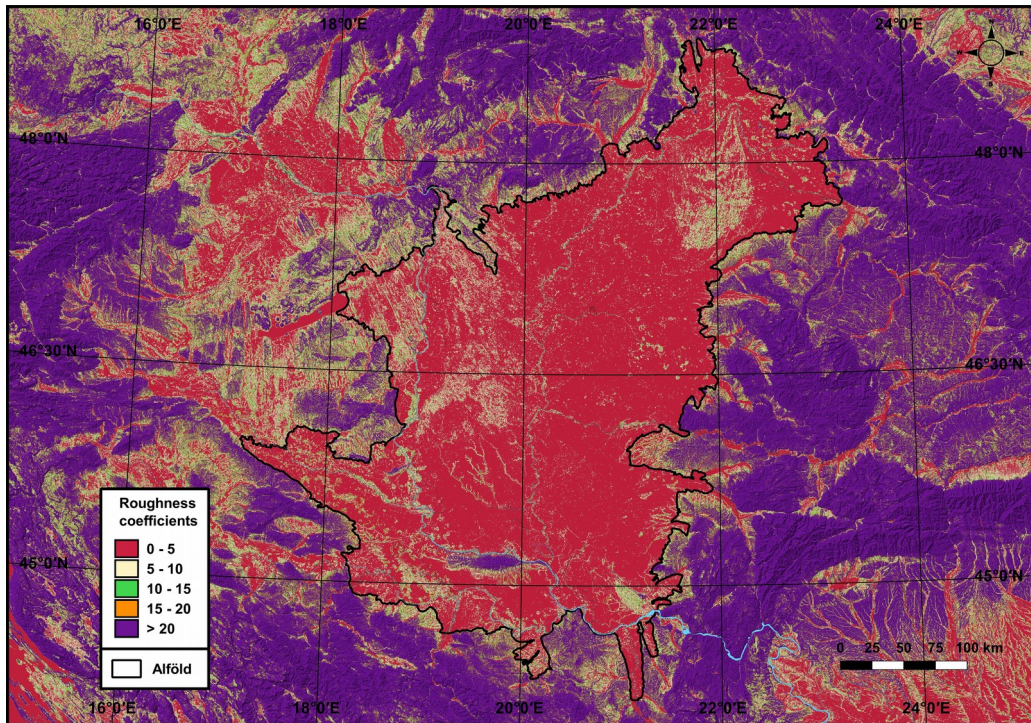 16°0'E 18°0'E 20°0'E 22°0'E 24°0'E
N
W E
S
48°0'N 48°0'N
46°30'N 46°30'N
45°0'N 45°0'N
Roughness
coefficients
0 - 5
5 - 10
10 - 15
15 - 20
> 20
Alföld
0 25 50 75 100 km
16°0'E 18°0'E 20°0'E 22°0'E 24°0'E